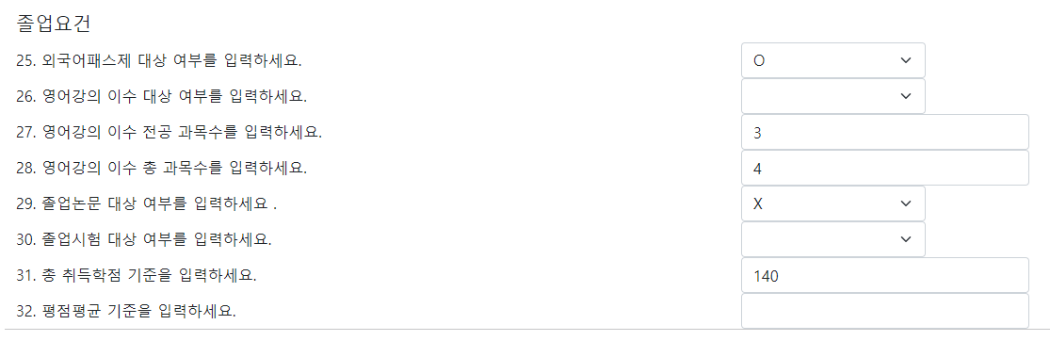 졸업요건
25. 외국어패스제 대상 여부를 입력하세요. O
26. 영어강의 이수 대상 여부를 입력하세요.
27. 영어강의 이수 전공 과목수를 입력하세요. 3
28. 영어강의 이수 총 과목수를 입력하세요. 4
29. 졸업논문 대상 여부를 입력하세요 . X
30. 졸업시험 대상 여부를 입력하세요.
31. 총 취득학점 기준을 입력하세요. 140
32. 평점평균 기준을 입력하세요.